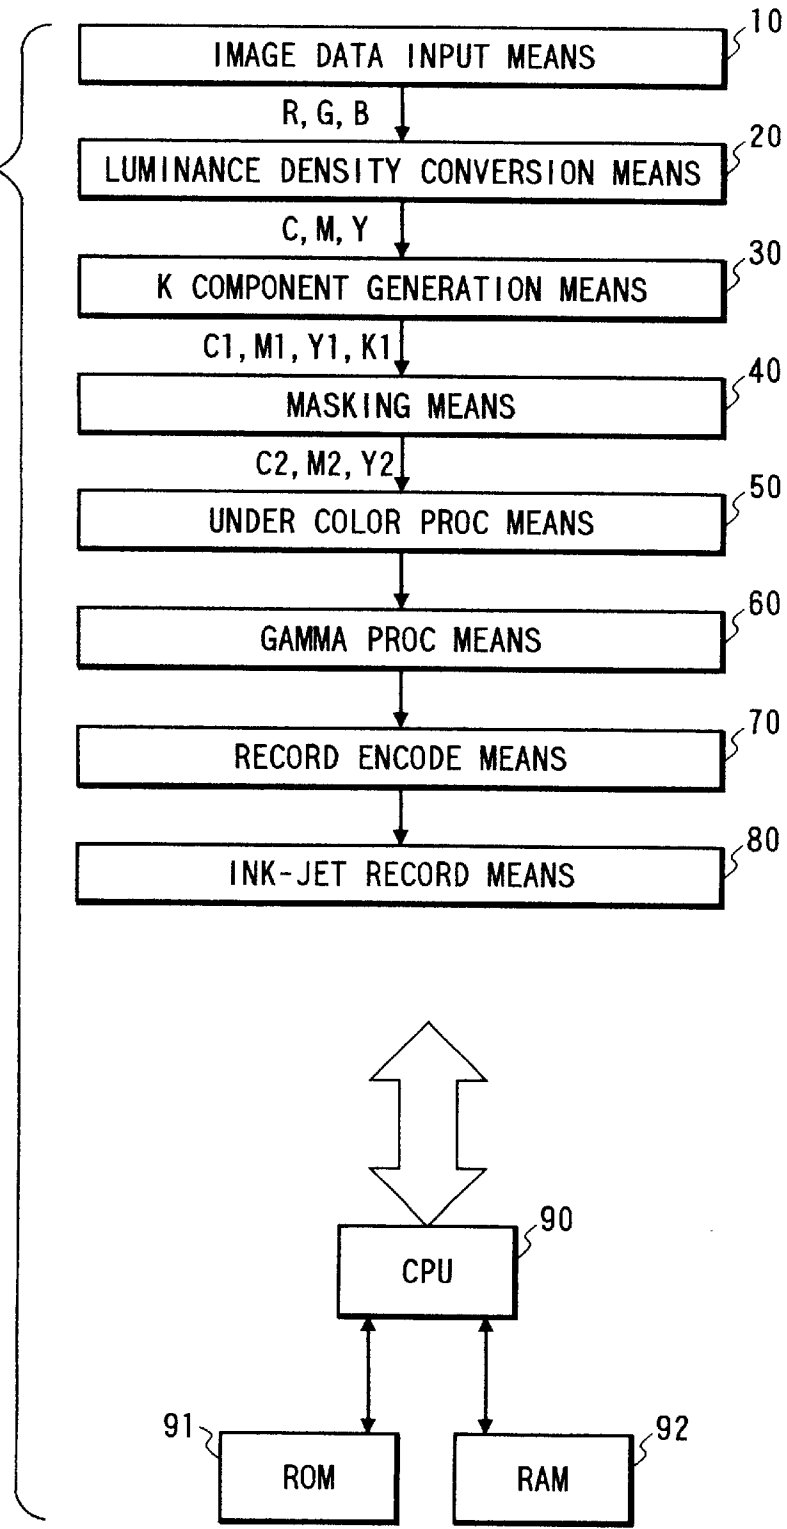 10
IMAGE DATA INPUT MEANS
R, G, B
20
LUMINANCE DENSITY CONVERSION MEANS
C, M, Y
30
K COMPONENT GENERATION MEANS
C1, M1, Y1, K1
40
MASKING MEANS
C2, M2, Y2
50
UNDER COLOR PROC MEANS
60
GAMMA PROC MEANS
70
RECORD ENCODE MEANS
80
INK-JET RECORD MEANS
90
CPU
91
ROM
92
RAM